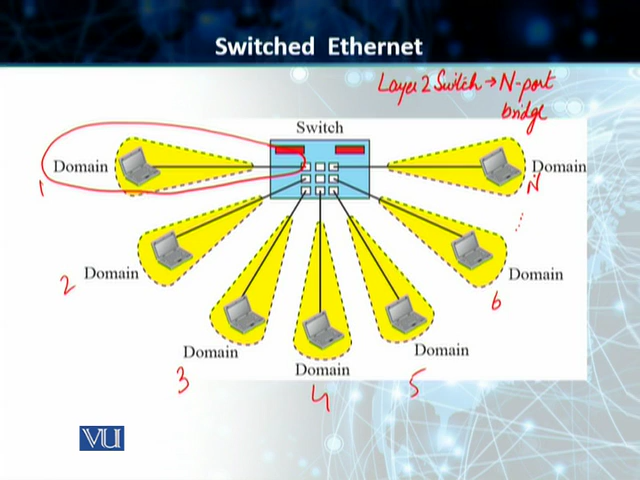 Switched Ethernet
Layer 2 Switch → N-port
bridge
Switch
Domain
Domain
1
N
Domain
Domain
2
6
Domain
Domain
Domain
3
4
5
VU